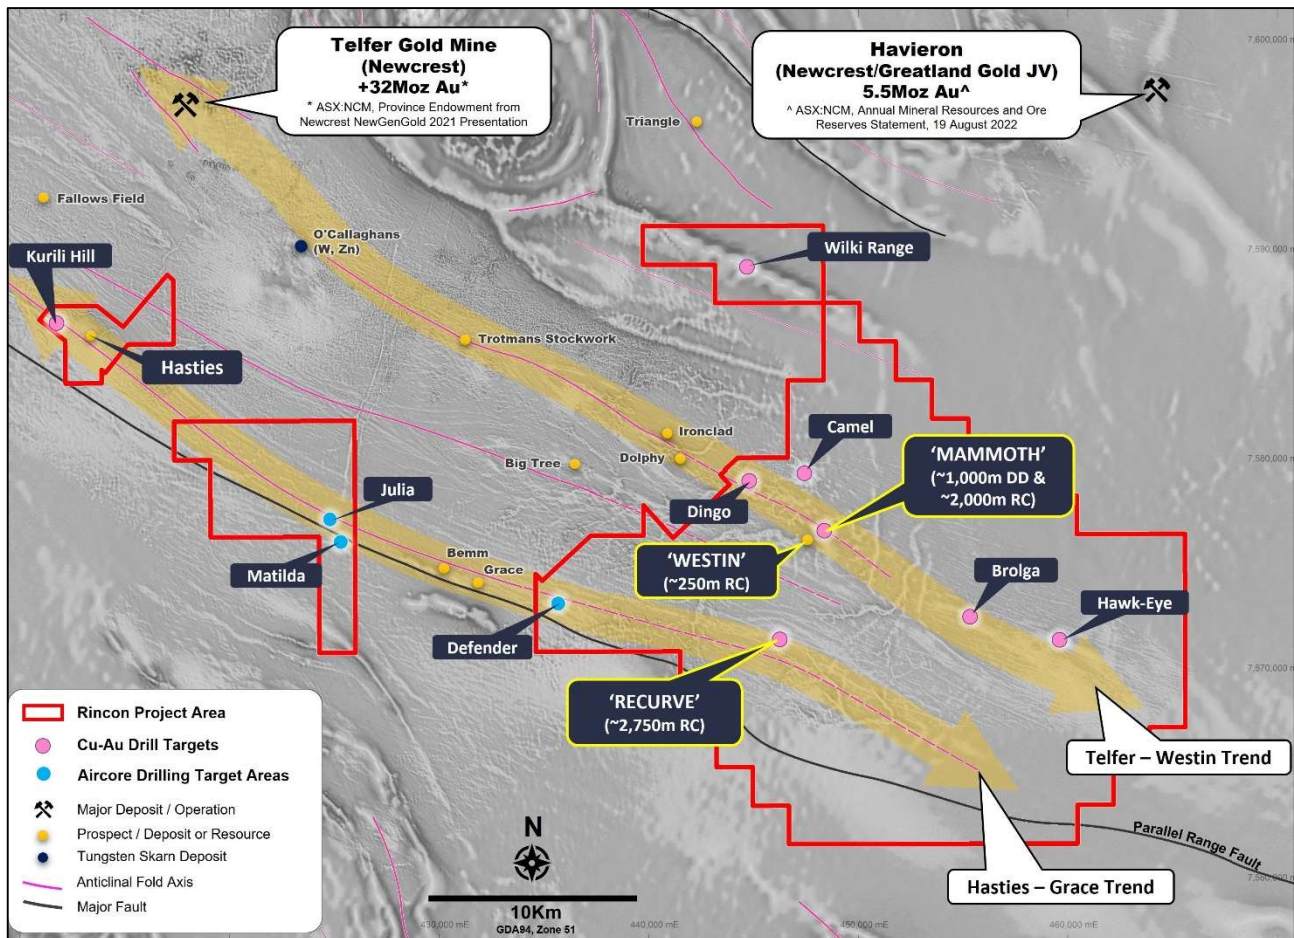 Telfer Gold Mine
(Newcrest)
+32Moz Au*
* ASX:NCM, Province Endowment from
Newcrest NewGenGold 2021 Presentation
Havieron
(Newcrest/Greatland Gold JV)
5.5Moz Au^
^ ASX:NCM, Annual Mineral Resources and Ore
Reserves Statement, 19 August 2022
7,600,000 m
Triangle
Fallows Field
O'Callaghans
(W, Zn)
Kurili Hill
Wilki Range
7,590,000 m
Trotmans Stockwork
Hasties
Ironclad
Camel
Dolphy
Big Tree
'MAMMOTH'
(~1,000m DD &
~2,000m RC)
7,580,000 m
Julia
Dingo
'WESTIN'
(~250m RC)
Matilda
Bemm
Grace
Brolga
Hawk-Eye
Defender
7,570,000 m
'RECURVE'
(~2,750m RC)
Telfer – Westin Trend
Parallel Range Fault
Hasties – Grace Trend
Rincon Project Area
Cu-Au Drill Targets
Aircore Drilling Target Areas
Major Deposit / Operation
Prospect / Deposit or Resource
Tungsten Skarn Deposit
Anticlinal Fold Axis
Major Fault
N
10Km
GDA94, Zone 51
430,000 mE
440,000 mE
450,000 mE
460,000 mE
7,560,000 m